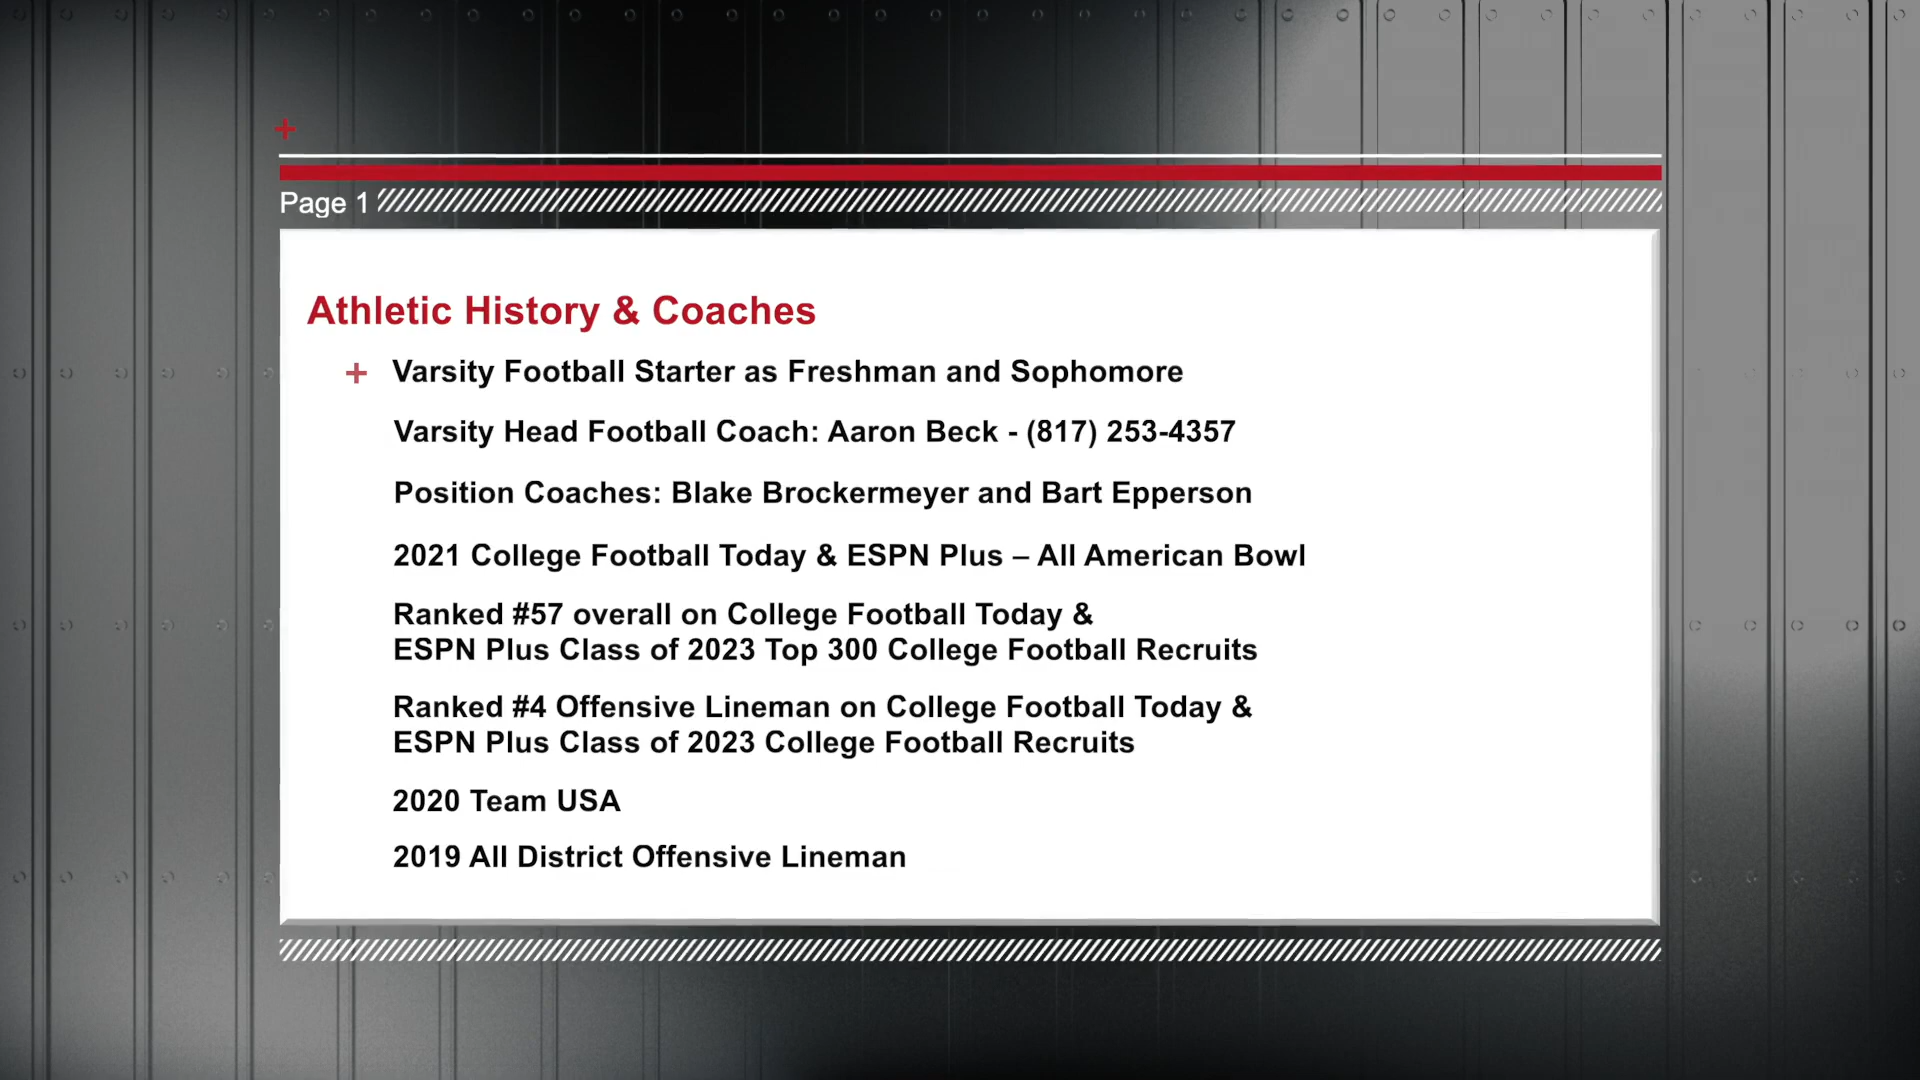 Page 1
Athletic History & Coaches
+ Varsity Football Starter as Freshman and Sophomore
Varsity Head Football Coach: Aaron Beck - (817) 253-4357
Position Coaches: Blake Brockermeyer and Bart Epperson
2021 College Football Today & ESPN Plus – All American Bowl
Ranked #57 overall on College Football Today &
ESPN Plus Class of 2023 Top 300 College Football Recruits
Ranked #4 Offensive Lineman on College Football Today &
ESPN Plus Class of 2023 College Football Recruits
2020 Team USA
2019 All District Offensive Lineman